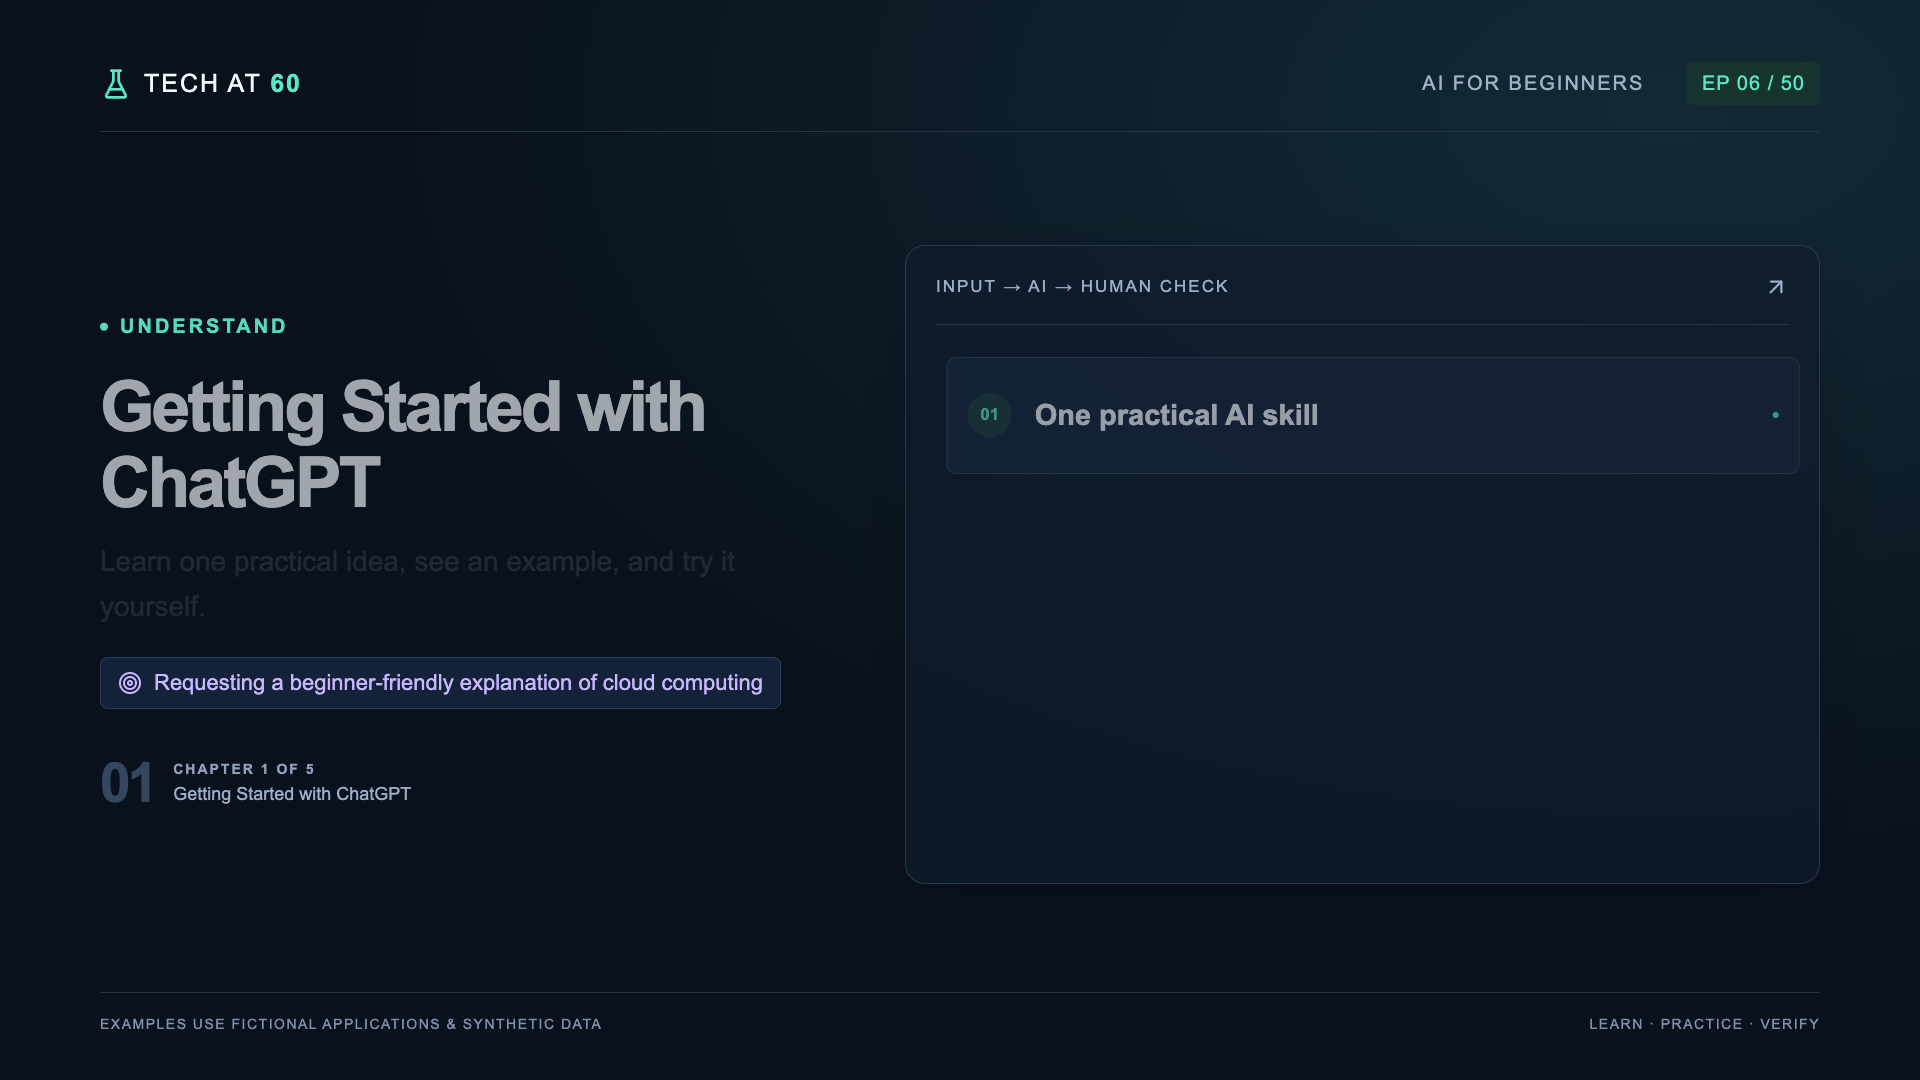 TECH AT 60
AI FOR BEGINNERS
EP 06 / 50
UNDERSTAND
Getting Started with
ChatGPT
Learn one practical idea, see an example, and try it
yourself.
Requesting a beginner-friendly explanation of cloud computing
01
CHAPTER 1 OF 5
Getting Started with ChatGPT
INPUT → AI → HUMAN CHECK
01
One practical AI skill
EXAMPLES USE FICTIONAL APPLICATIONS & SYNTHETIC DATA
LEARN · PRACTICE · VERIFY